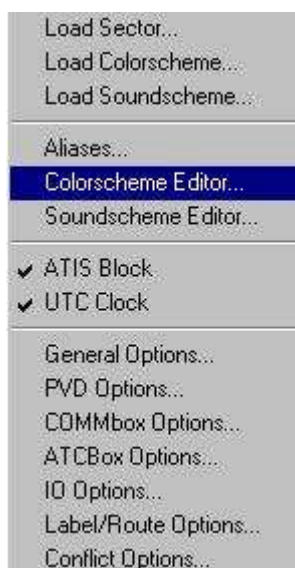 Load Sector...
Load Colorscheme...
Load Soundscheme...
Aliases...
Colorscheme Editor...
Soundscheme Editor...
ATIS Block
UTC Clock
General Options...
PVD Options...
COMMbox Options...
ATCBox Options...
IO Options...
Label/Route Options...
Conflict Options...